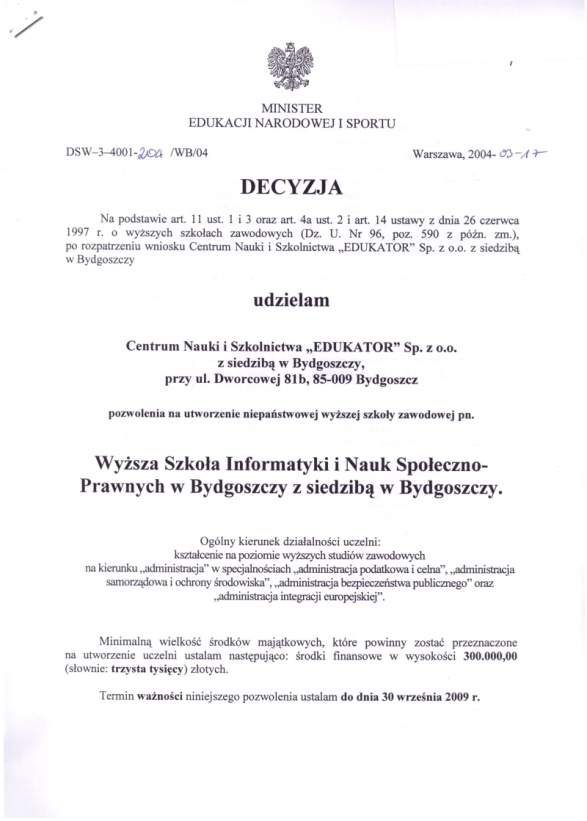 MINISTER
EDUKACJI NARODOWEJ I SPORTU
DSW–3–4001-204 /WB/04
Warszawa, 2004-03-17
DECYZJA
Na podstawie art. 11 ust. 1 i 3 oraz art. 4a ust. 2 i art. 14 ustawy z dnia 26 czerwca
1997 r. o wyższych szkołach zawodowych (Dz. U. Nr 96, poz. 590 z późn. zm.),
po rozpatrzeniu wniosku Centrum Nauki i Szkolnictwa „EDUKATOR” Sp. z o.o. z siedzibą
w Bydgoszczy
udzielam
Centrum Nauki i Szkolnictwa „EDUKATOR” Sp. z o.o.
z siedzibą w Bydgoszczy,
przy ul. Dworcowej 81b, 85-009 Bydgoszcz
pozwolenia na utworzenie niepaństwowej wyższej szkoły zawodowej pn.
Wyższa Szkoła Informatyki i Nauk Społeczno-
Prawnych w Bydgoszczy z siedzibą w Bydgoszczy.
Ogólny kierunek działalności uczelni:
kształcenie na poziomie wyższych studiów zawodowych
na kierunku „administracja” w specjalnościach „administracja podatkowa i celna”, „administracja
samorządowa i ochrony środowiska”, „administracja bezpieczeństwa publicznego” oraz
„administracja integracji europejskiej”.
Minimalną wielkość środków majątkowych, które powinny zostać przeznaczone
na utworzenie uczelni ustalam następująco: środki finansowe w wysokości 300.000,00
(słownie: trzysta tysięcy) złotych.
Termin ważności niniejszego pozwolenia ustalam do dnia 30 września 2009 r.